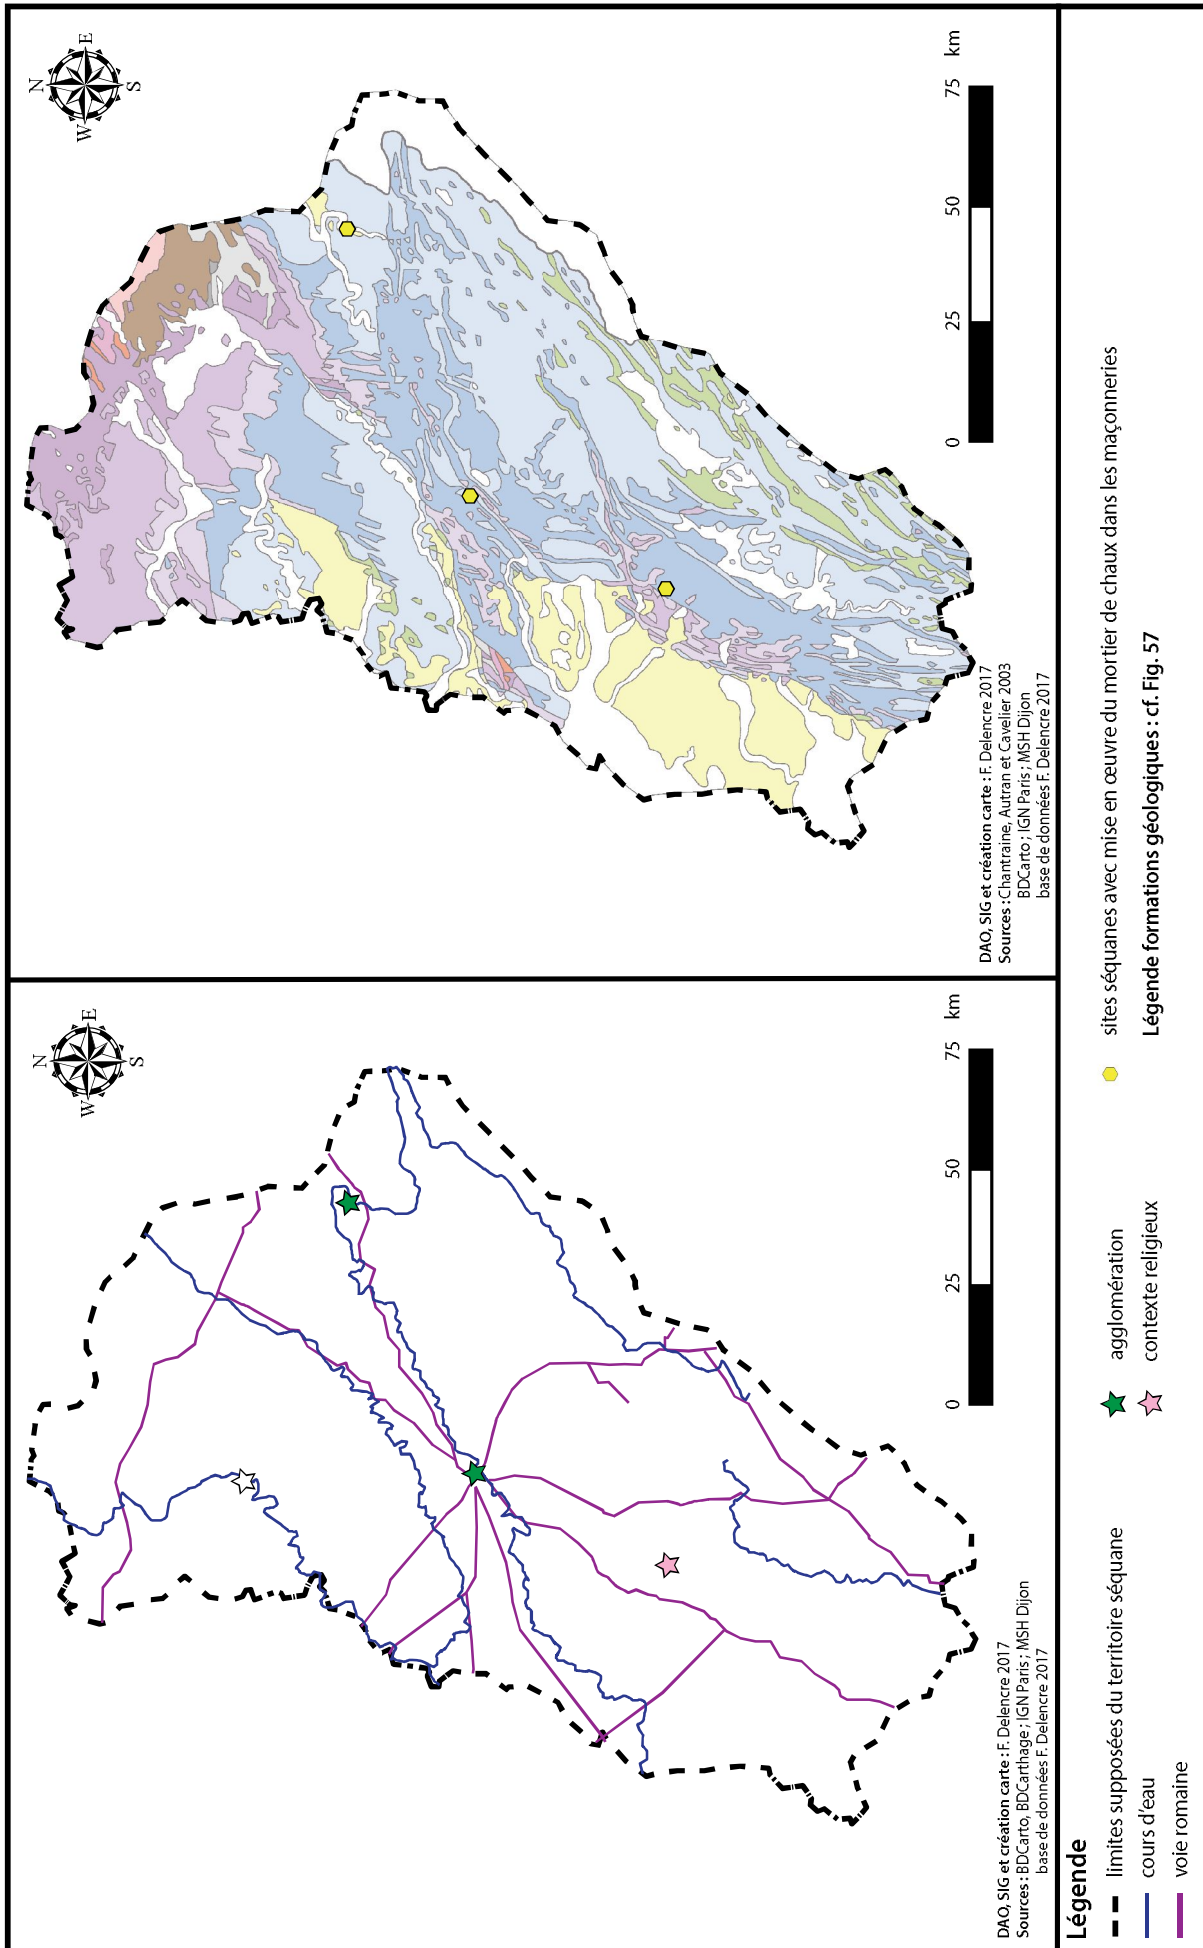 N
W
E
S
75
km
50
25
0
DAO, SIG et création carte : F. Delencre 2017
Sources : BDCarto, BDCarthage ; IGN Paris ; MSH Dijon
base de données F. Delencre 2017
N
W
E
S
75
km
50
25
0
DAO, SIG et création carte : F. Delencre 2017
Sources : Chantraine, Autran et Cavelier 2003
BDCarto ; IGN Paris ; MSH Dijon
base de données F. Delencre 2017
Légende
limites supposées du territoire séquane
cours d'eau
voie romaine
agglomération
contexte religieux
sites séquanes avec mise en œuvre du mortier de chaux dans les maçonneries
Légende formations géologiques : cf. Fig. 57